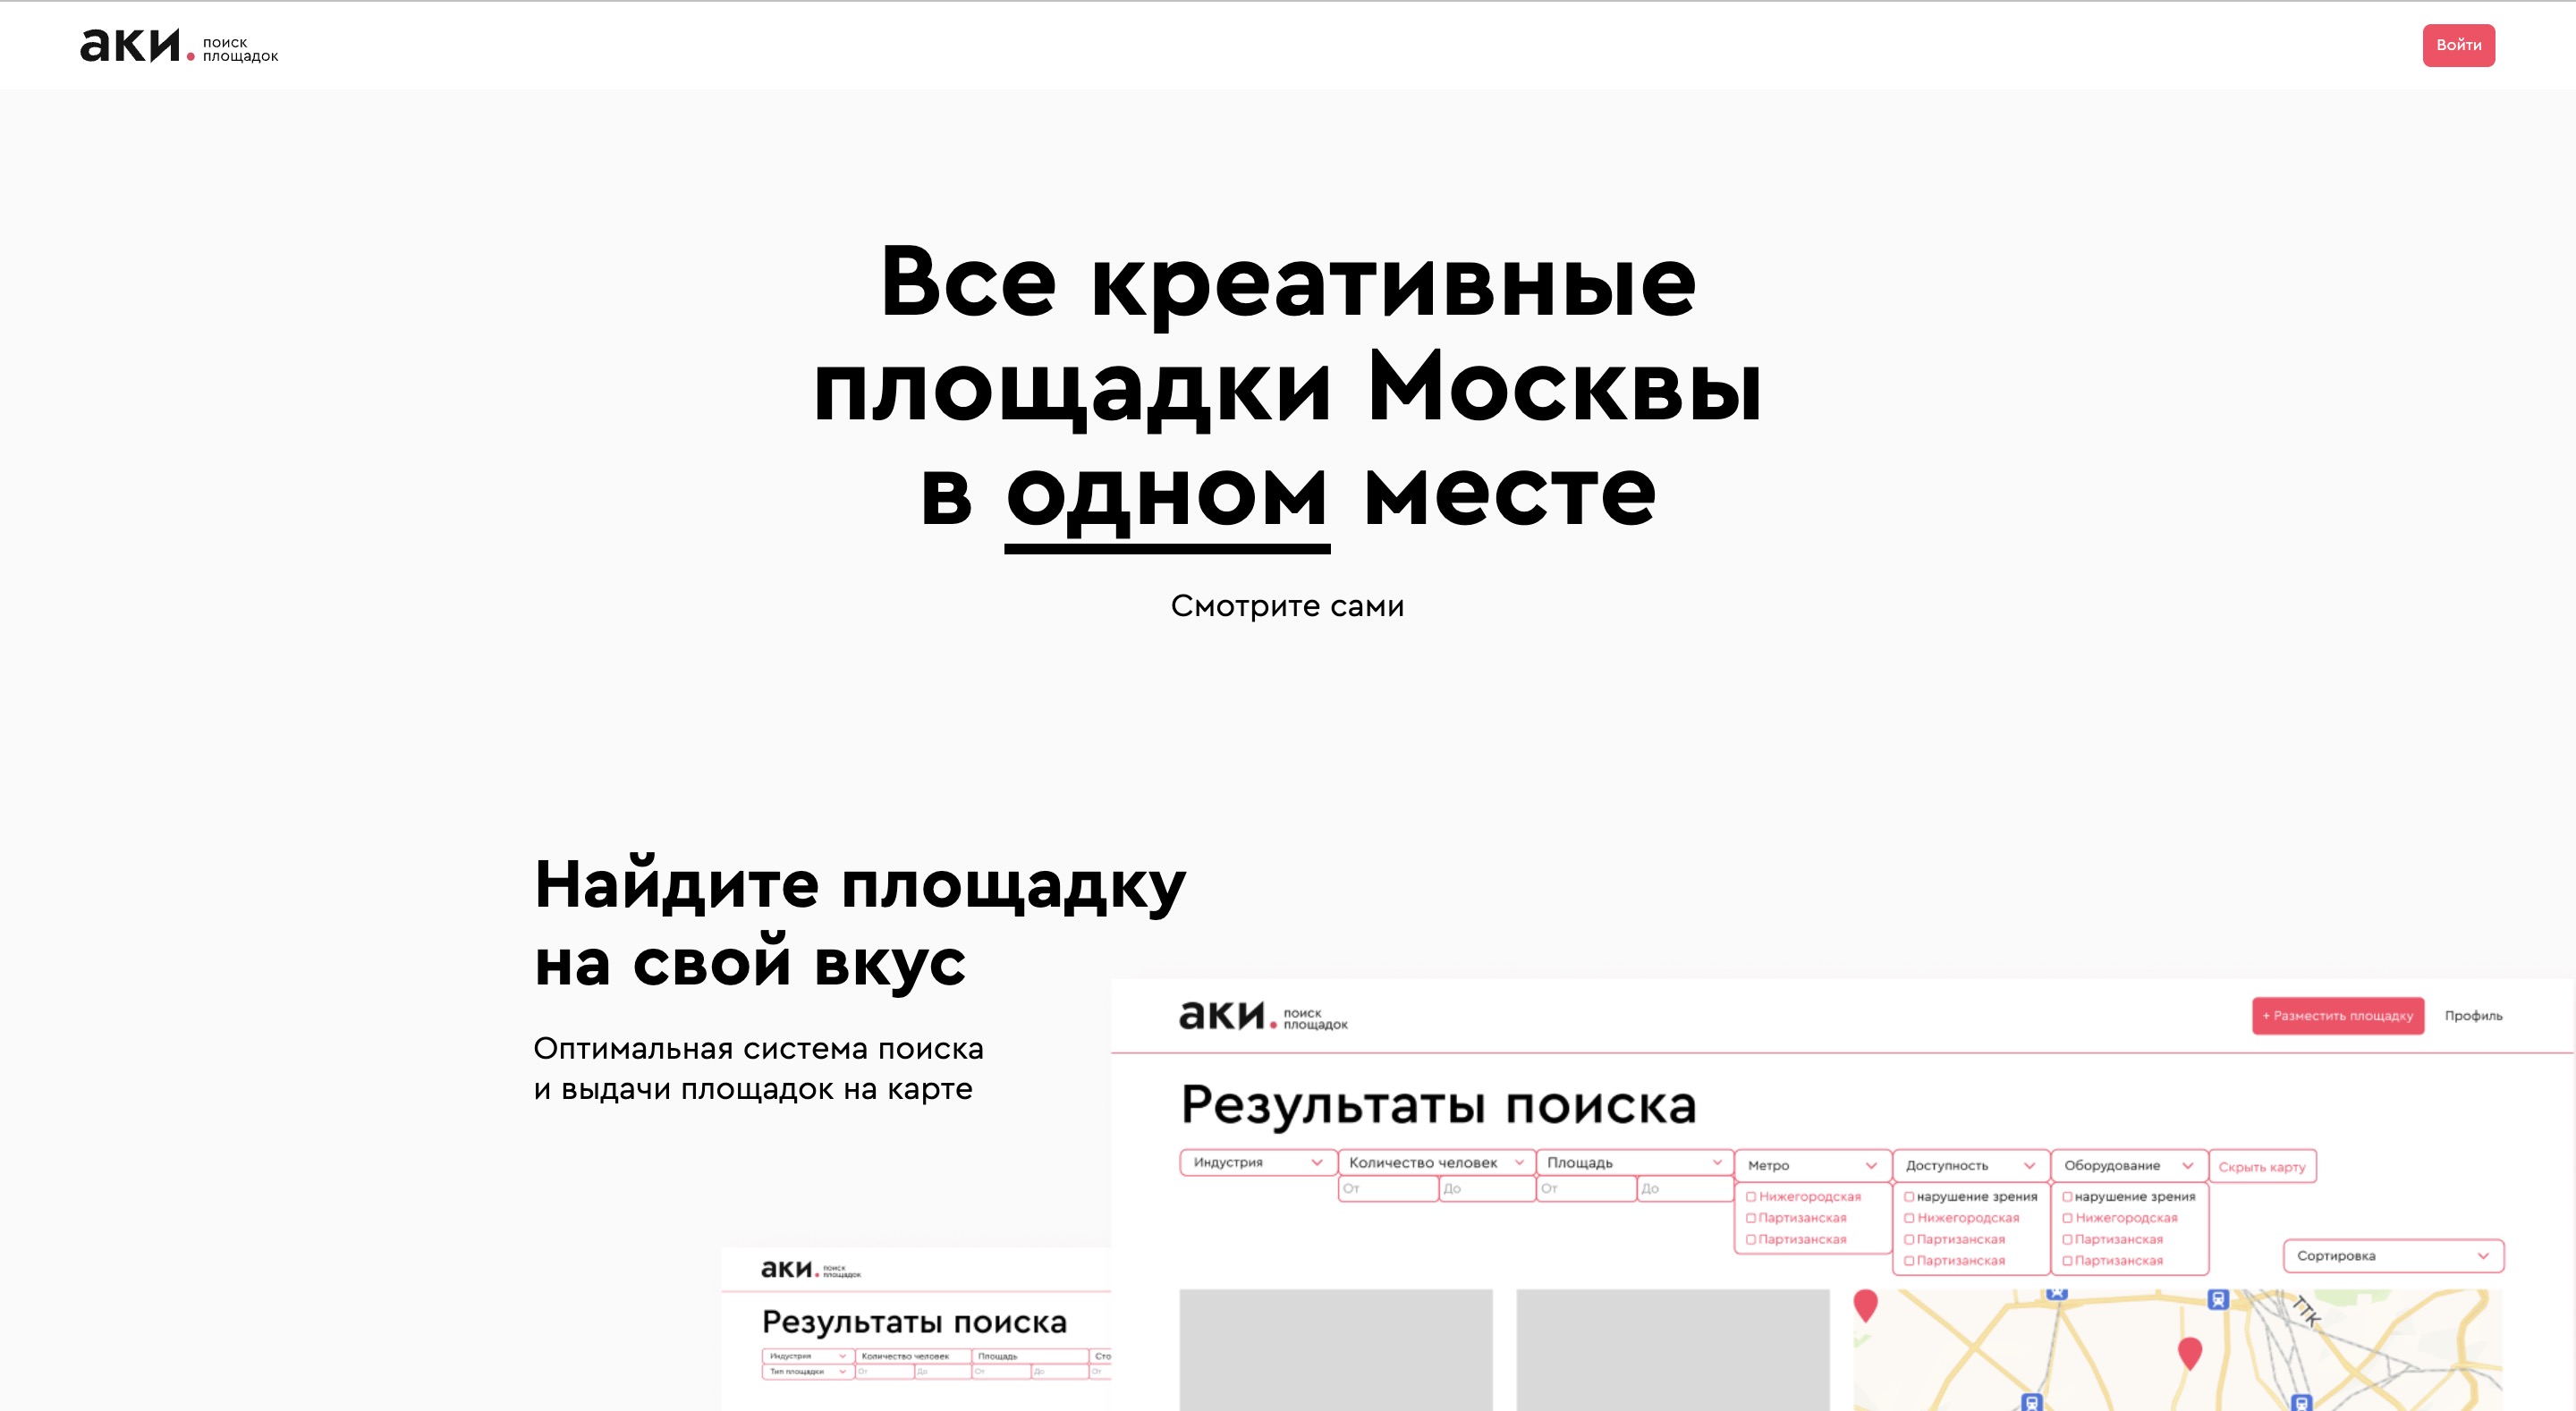 аки.
поиск
площадок
Войти
Все креативные
площадки Москвы
в одном месте
Смотрите сами
Найдите площадку
на свой вкус
Оптимальная система поиска
и выдачи площадок на карте
аки.
поиск
площадок
+ Разместить площадку
Профиль
Результаты поиска
Индустрия
Количество человек
Площадь
Метро
Доступность
Оборудование
Скрыть карту
От
До
От
До
Нижегородская
нарушение зрения
нарушение зрения
Партизанская
Нижегородская
Нижегородская
Партизанская
Партизанская
Партизанская
Партизанская
Партизанская
Сортировка
ТТК
аки.
поиск
площадок
Результаты поиска
Индустрия
Количество человек
Площадь
Сто
Тип площадки
От
До
От
До
От